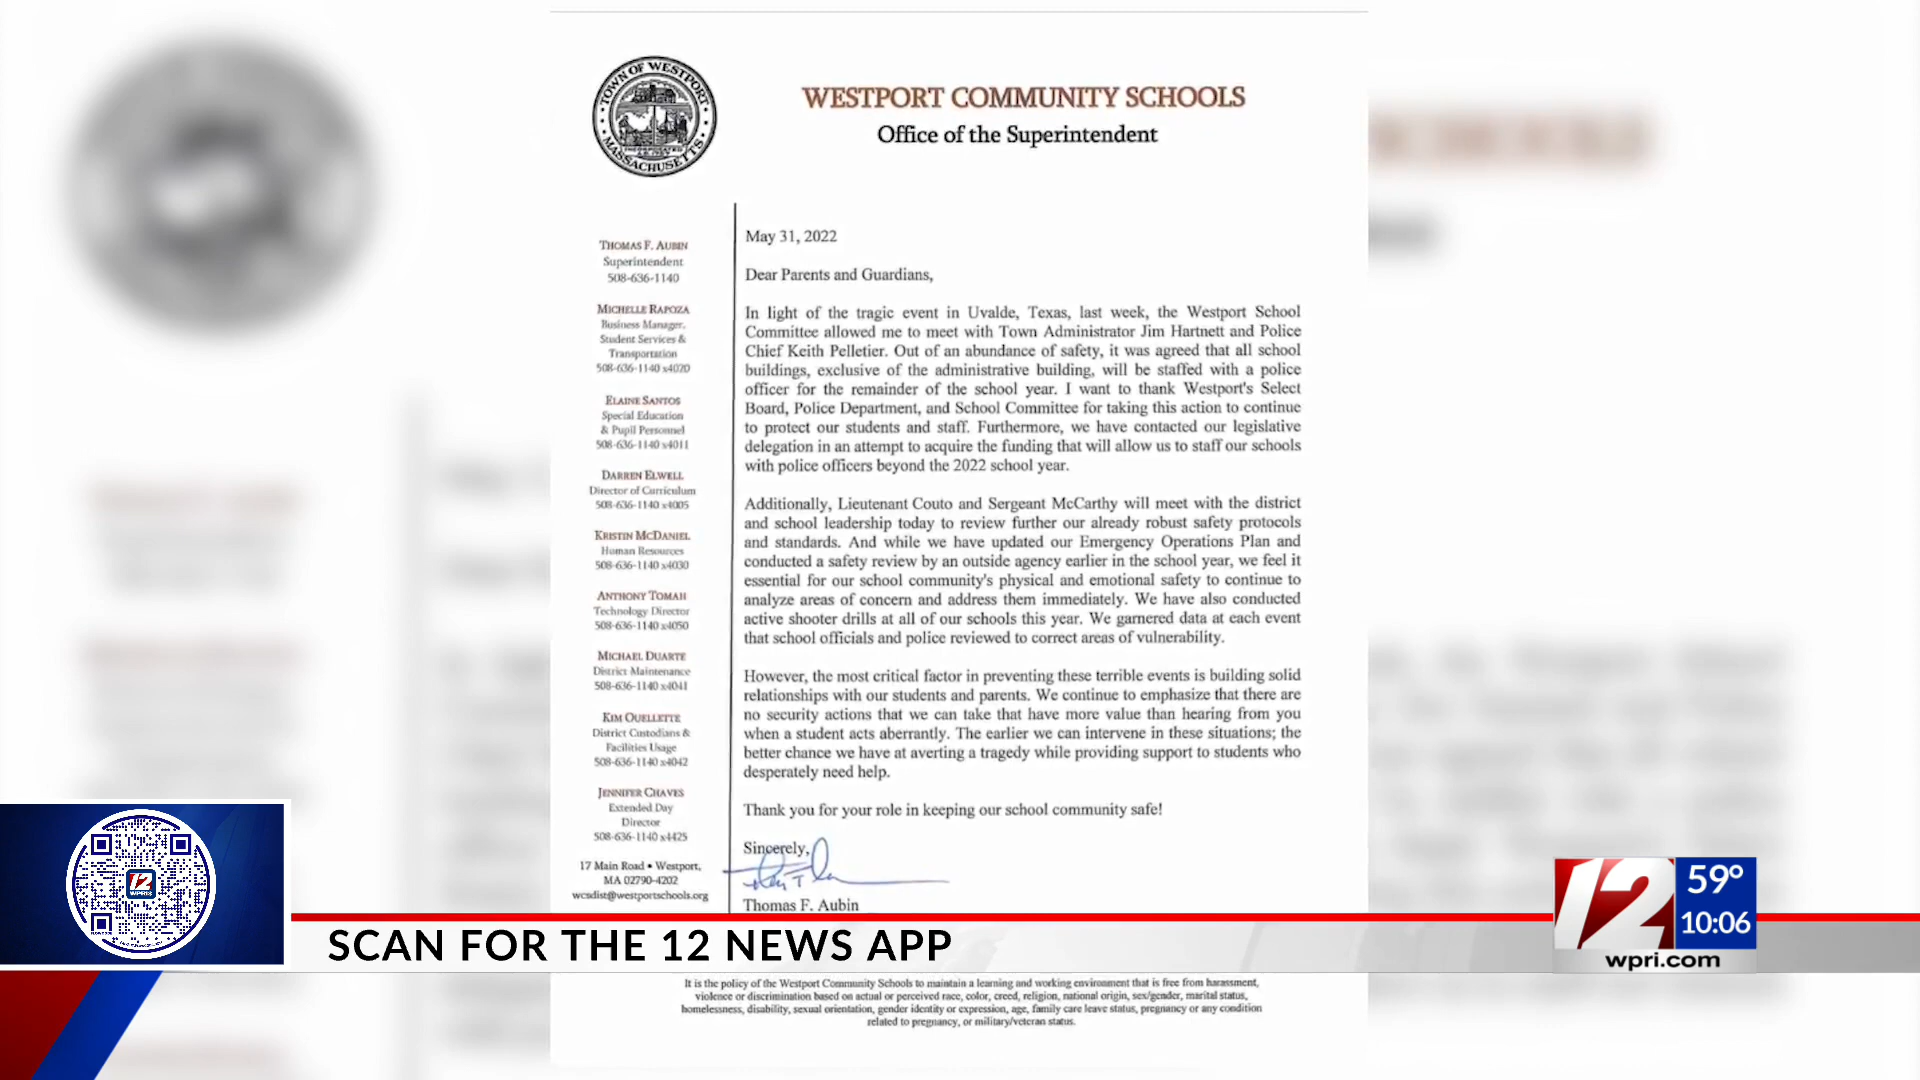 TOWN OF WESTPORT
MASSACHUSETTS
WESTPORT COMMUNITY SCHOOLS
Office of the Superintendent
THOMAS F. AUBIN
Superintendent
508-636-1140
MICHELLE RAPOZA
Business Manager,
Student Services &
Transportation
508-636-1140 x4020
ELAINE SANTOS
Special Education
& Pupil Personnel
508-636-1140 x4011
DARREN ELWELL
Director of Curriculum
508-636-1140 x4005
KRISTIN MCDANIEL
Human Resources
508-636-1140 x4030
ANTHONY TOMAH
Technology Director
508-636-1140 x4050
MICHAEL DUARTE
District Maintenance
508-636-1140 x4041
KIM OUELLETTE
District Custodians &
Facilities Usage
508-636-1140 x4042
JENNIFER CHAVES
Extended Day
Director
508-636-1140 x4425
17 Main Road • Westport,
MA 02790-4202
wcsdist@westportschools.org
May 31, 2022
Dear Parents and Guardians,
In light of the tragic event in Uvalde, Texas, last week, the Westport School
Committee allowed me to meet with Town Administrator Jim Hartnett and Police
Chief Keith Pelletier. Out of an abundance of safety, it was agreed that all school
buildings, exclusive of the administrative building, will be staffed with a police
officer for the remainder of the school year. I want to thank Westport's Select
Board, Police Department, and School Committee for taking this action to continue
to protect our students and staff. Furthermore, we have contacted our legislative
delegation in an attempt to acquire the funding that will allow us to staff our schools
with police officers beyond the 2022 school year.
Additionally, Lieutenant Couto and Sergeant McCarthy will meet with the district
and school leadership today to review further our already robust safety protocols
and standards. And while we have updated our Emergency Operations Plan and
conducted a safety review by an outside agency earlier in the school year, we feel it
essential for our school community's physical and emotional safety to continue to
analyze areas of concern and address them immediately. We have also conducted
active shooter drills at all of our schools this year. We garnered data at each event
that school officials and police reviewed to correct areas of vulnerability.
However, the most critical factor in preventing these terrible events is building solid
relationships with our students and parents. We continue to emphasize that there are
no security actions that we can take that have more value than hearing from you
when a student acts aberrantly. The earlier we can intervene in these situations; the
better chance we have at averting a tragedy while providing support to students who
desperately need help.
Thank you for your role in keeping our school community safe!
Sincerely,
Thomas F. Aubin
12
WPRI
SCAN FOR THE 12 NEWS APP
12
59°
10:06
wpri.com
It is the policy of the Westport Community Schools to maintain a learning and working environment that is free from harassment,
violence or discrimination based on actual or perceived race, color, creed, religion, national origin, sex/gender, marital status,
homelessness, disability, sexual orientation, gender identity or expression, age, family care leave status, pregnancy or any condition
related to pregnancy, or military/veteran status.